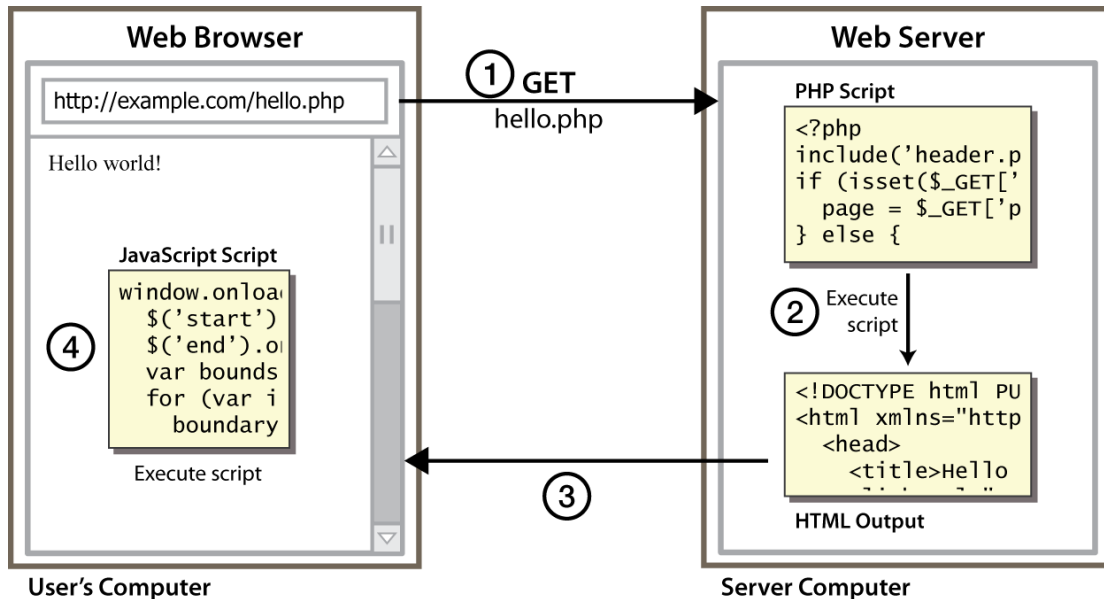 Web Browser
http://example.com/hello.php
Hello world!
JavaScript Script
window.onloa
$('start')
$('end').o
var bounds
for (var i
boundary
4
Execute script
User's Computer
1 GET
hello.php
3
Web Server
PHP Script
<?php
include('header.p
if (isset($_GET['
page = $_GET['p
} else {
2 Execute
script
<!DOCTYPE html PU
<html xmlns="http
<head>
<title>Hello
HTML Output
Server Computer